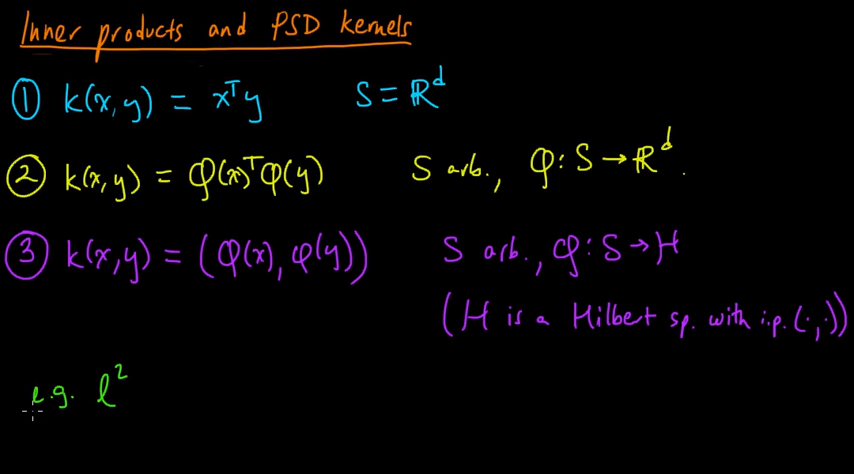 Inner products and PSD kernels
① k(x,y) = xᵀy S = ℝᵈ
② k(x,y) = φ(x)ᵀφ(y) S arb., φ: S → ℝᵈ.
③ k(x,y) = (φ(x), φ(y)) S arb., φ: S → H
(H is a Hilbert sp. with i.p. (·,·))
e.g. l²